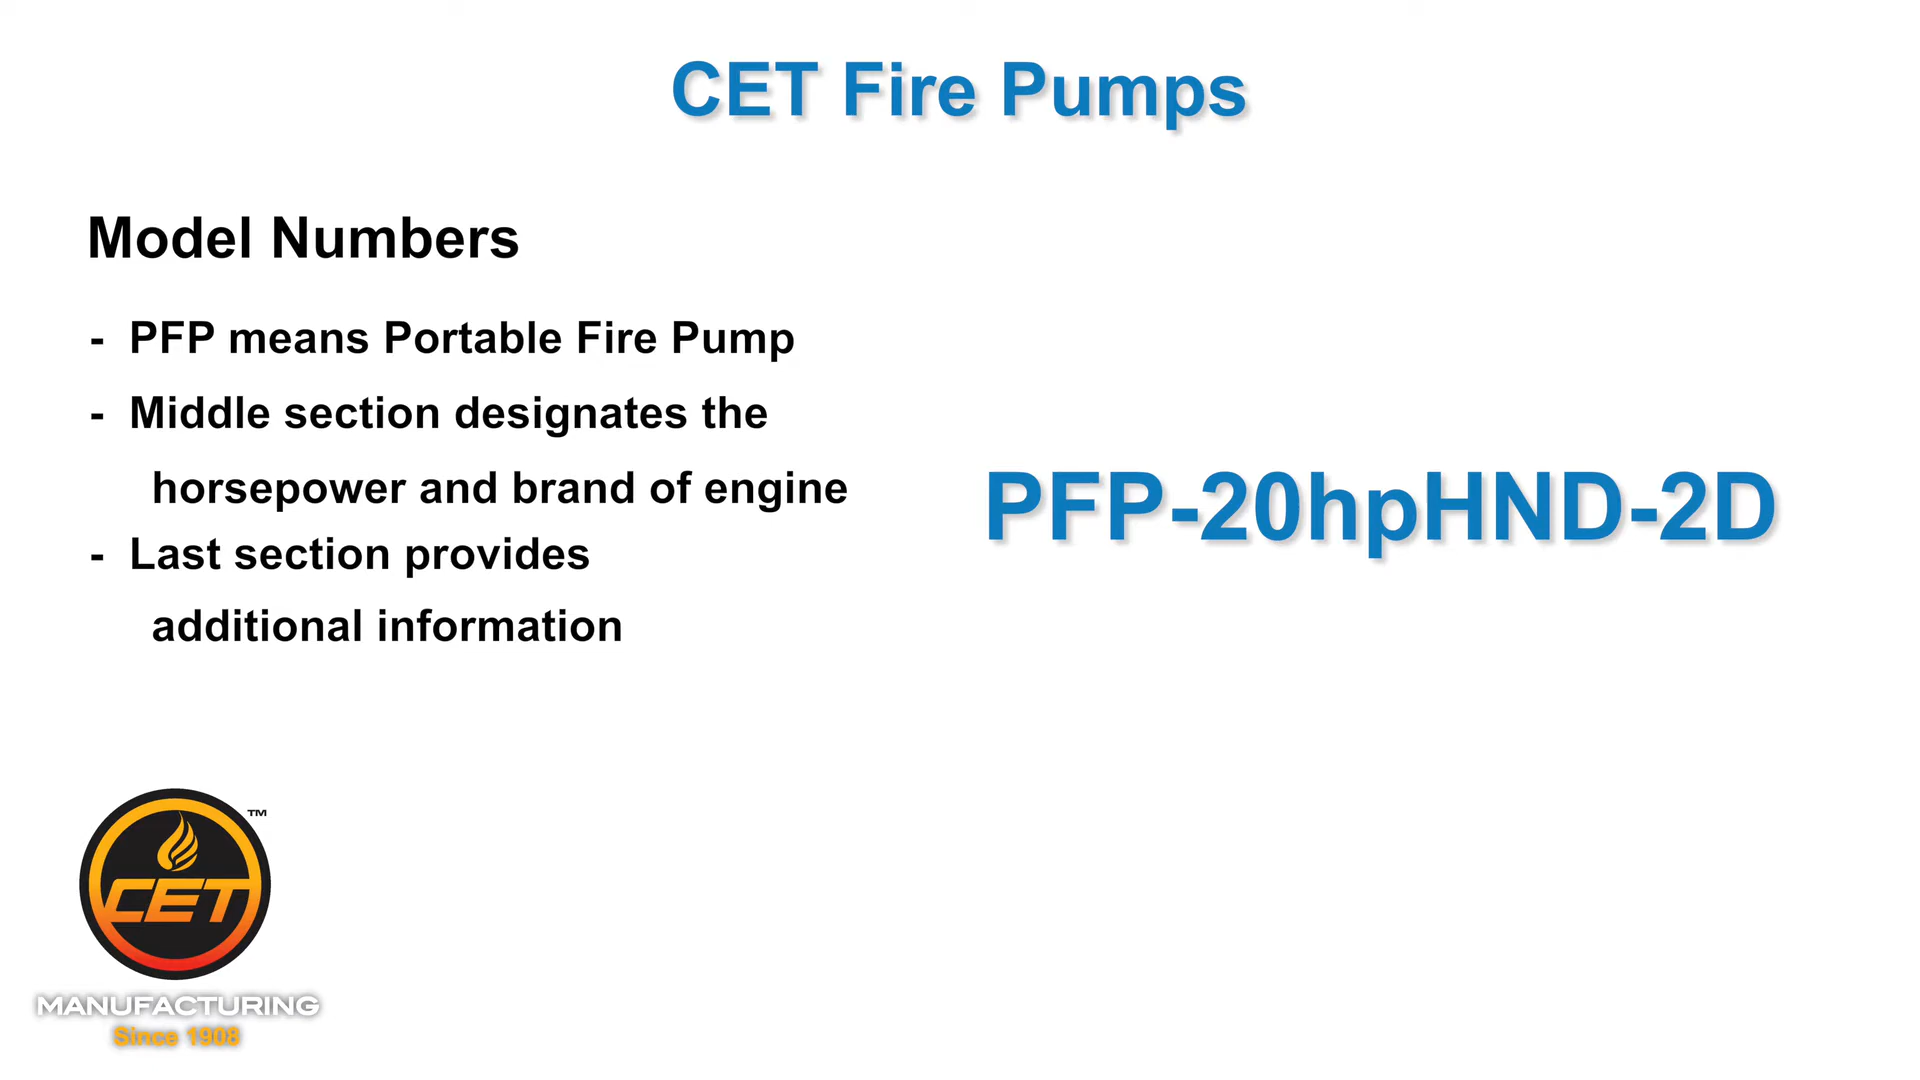 CET Fire Pumps
Model Numbers
- PFP means Portable Fire Pump
- Middle section designates the
horsepower and brand of engine
- Last section provides
additional information
PFP-20hpHND-2D
CET
TM
MANUFACTURING
Since 1908